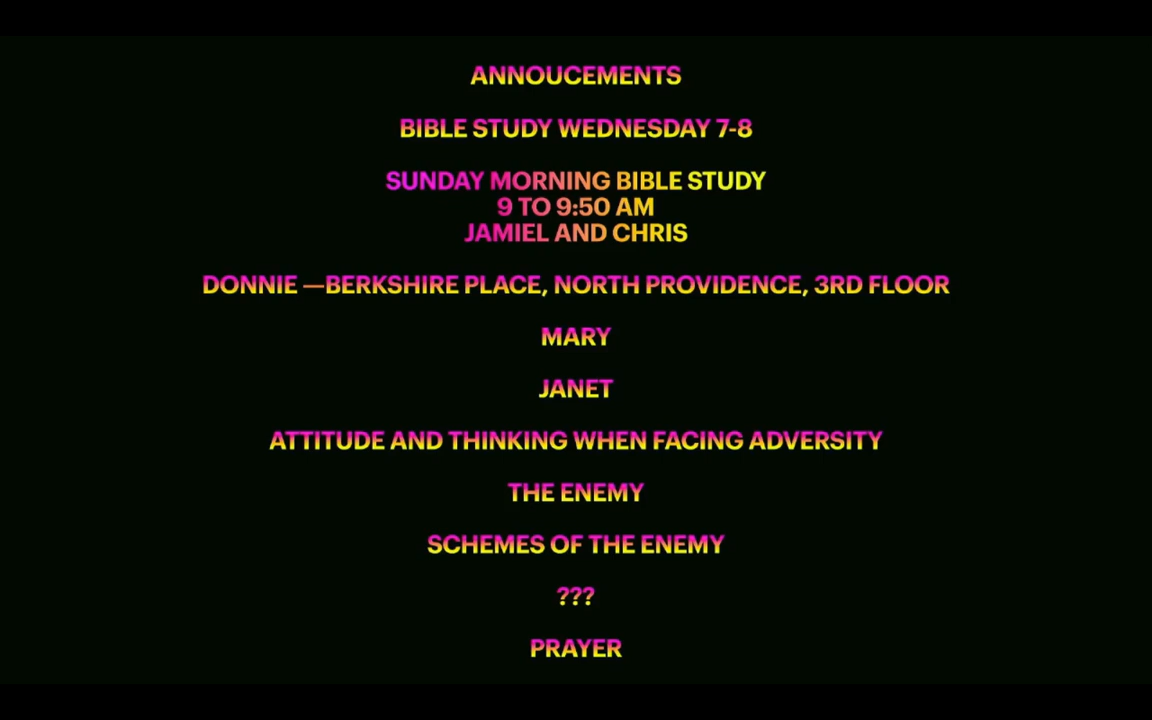 ANNOUCEMENTS
BIBLE STUDY WEDNESDAY 7-8
SUNDAY MORNING BIBLE STUDY
9 TO 9:50 AM
JAMIEL AND CHRIS
DONNIE —BERKSHIRE PLACE, NORTH PROVIDENCE, 3RD FLOOR
MARY
JANET
ATTITUDE AND THINKING WHEN FACING ADVERSITY
THE ENEMY
SCHEMES OF THE ENEMY
???
PRAYER